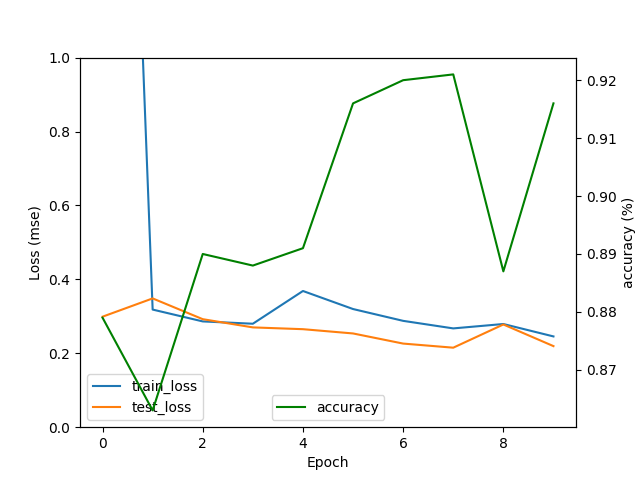 1.0
0.8
0.6
0.4
0.2
0.0
Loss (mse)
0.92
0.91
0.90
0.89
0.88
0.87
accuracy (%)
train_loss
test_loss
accuracy
0 2 4 6 8
Epoch